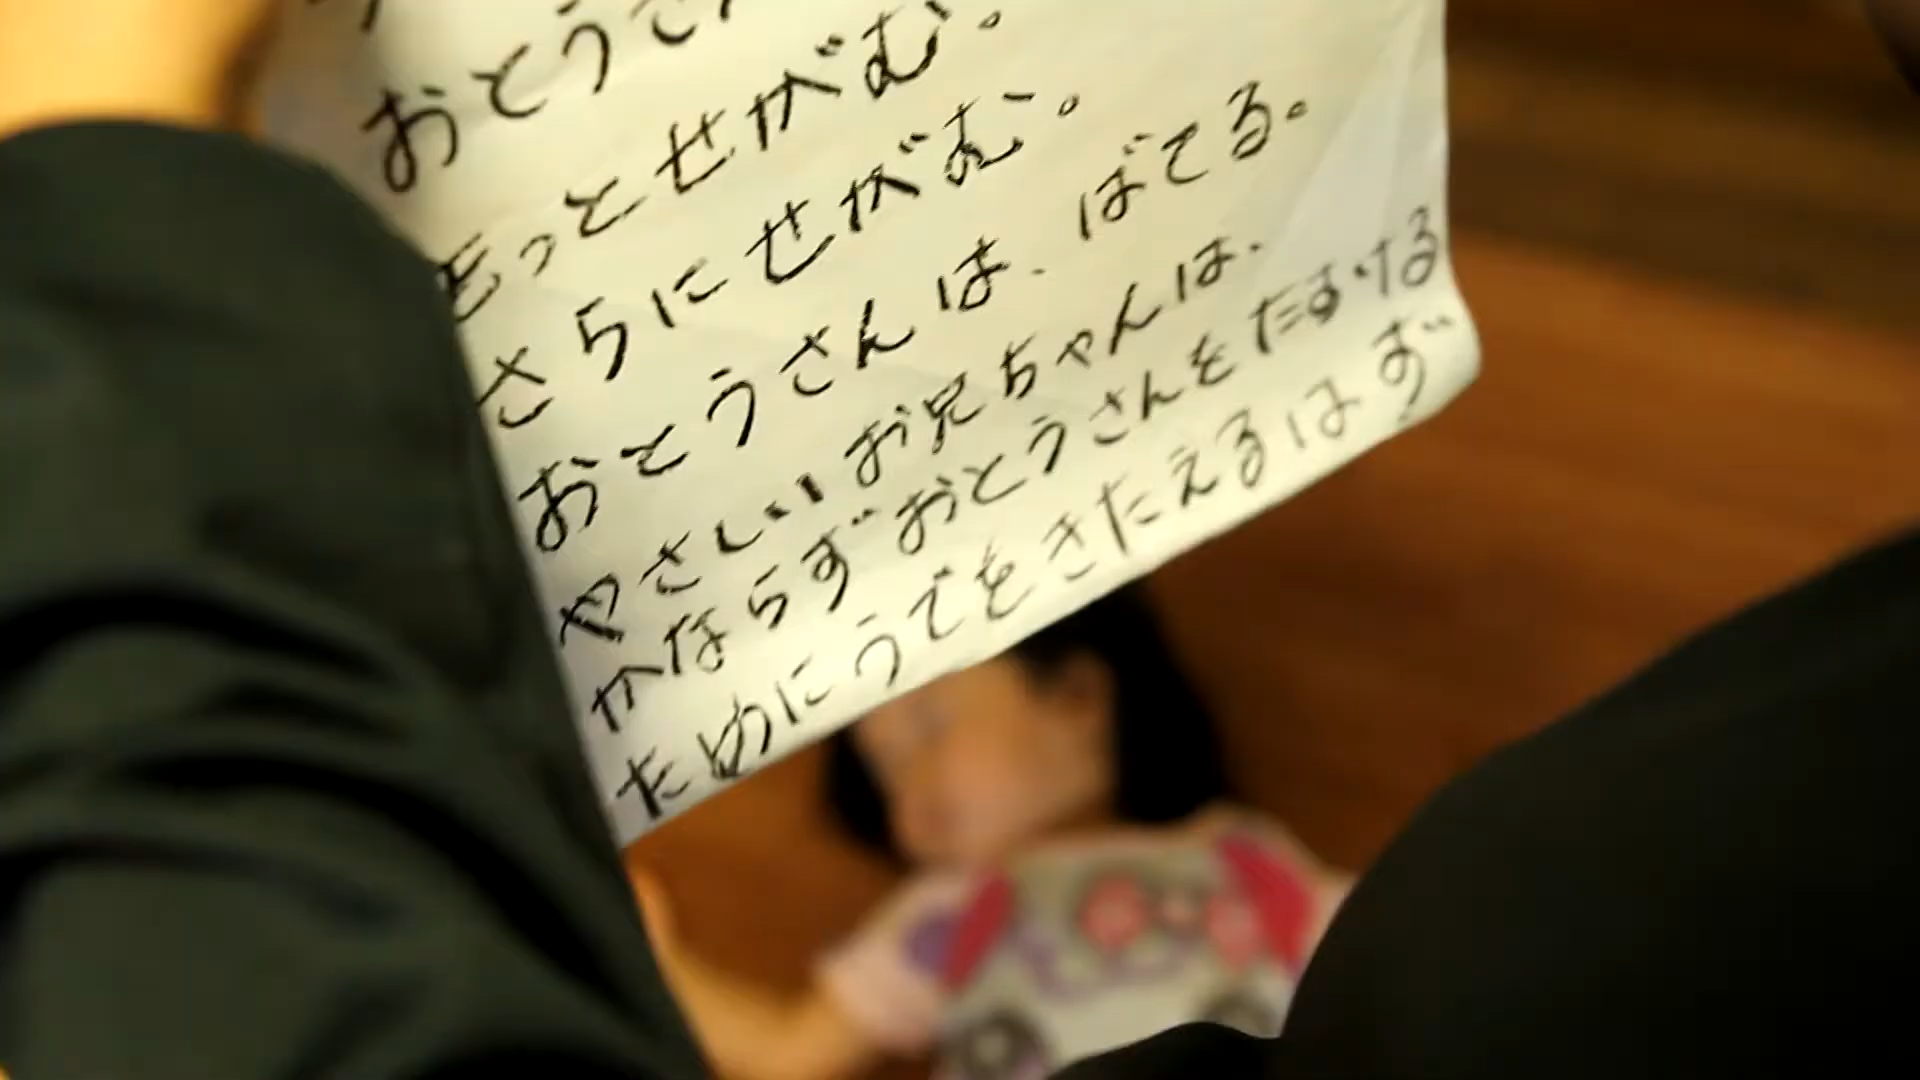 おとうさん
もっとせがむ。
さらにせがむ。
おとうさんは、ばてる。
やさしいお兄ちゃんは、
かならずおとうさんをたすける
ためにうでをきたえるはず